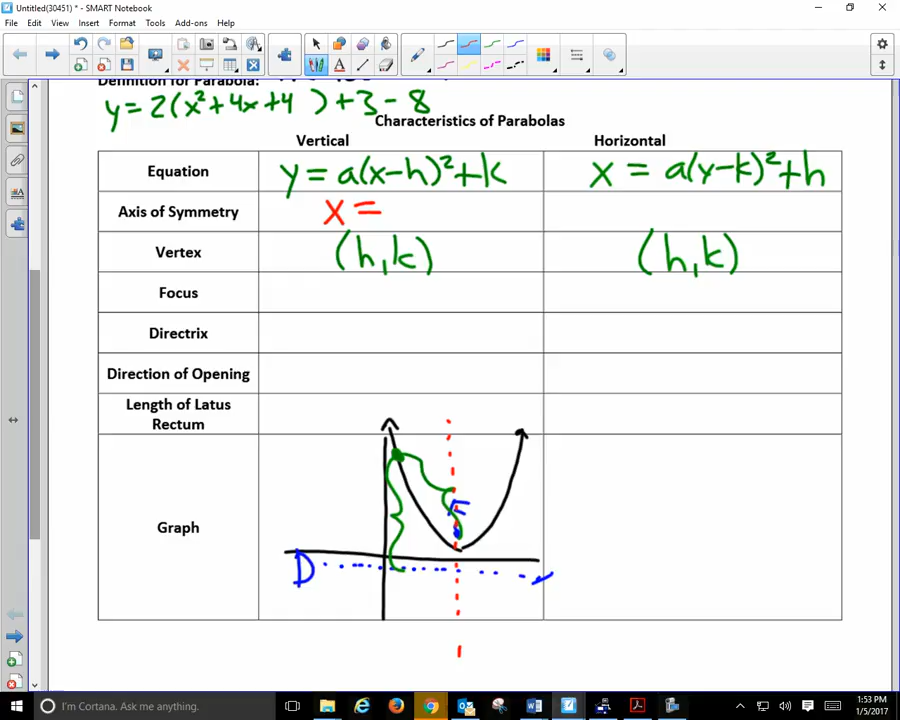 Untitled(30451) * - SMART Notebook
File Edit View Insert Format Tools Add-ons Help
Definition for Parabola:
y = 2(x² + 4x + 4 ) + 3 - 8
Characteristics of Parabolas
Vertical Horizontal
Equation y = a(x-h)² + k x = a(y-k)² + h
Axis of Symmetry x =
Vertex (h,k) (h,k)
Focus
Directrix
Direction of Opening
Length of Latus
Rectum
Graph
F
D
I'm Cortana. Ask me anything.
1:53 PM
1/5/2017